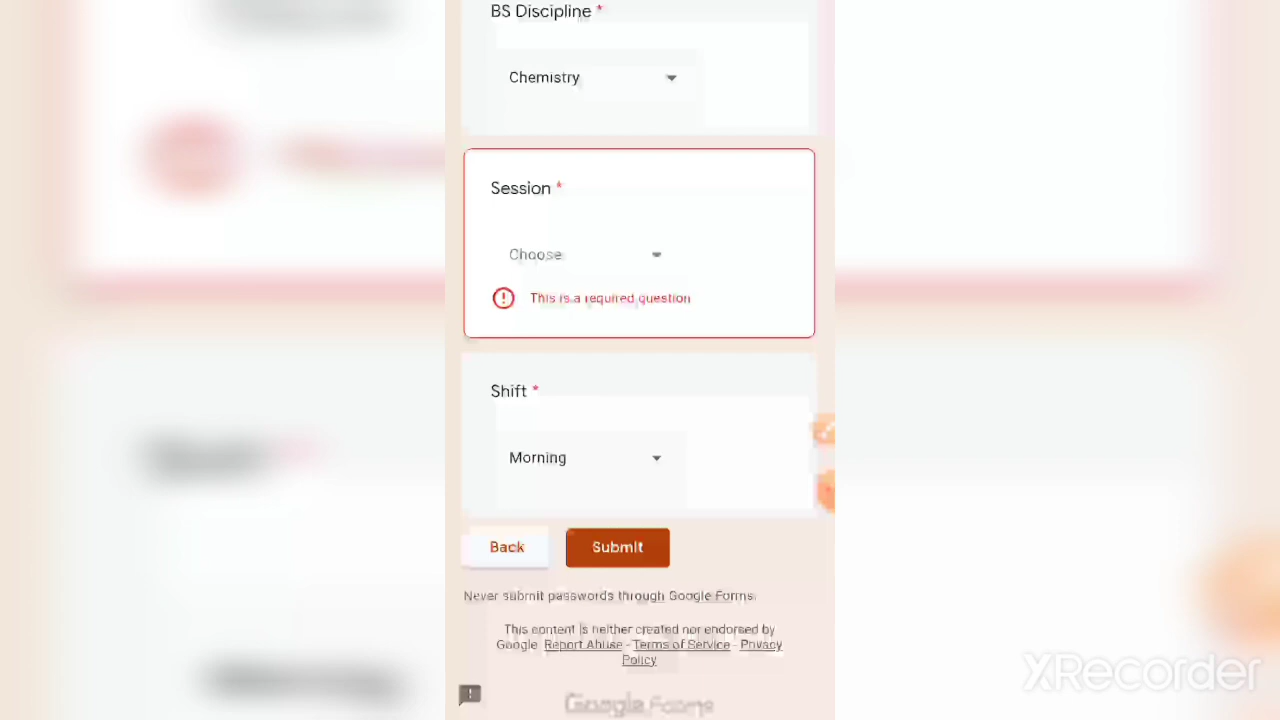 BS Discipline *
Chemistry
Session *
Choose
This is a required question
Shift *
Morning
Back Submit
Never submit passwords through Google Forms.
This content is neither created nor endorsed by
Google. Report Abuse - Terms of Service - Privacy
Policy
Google Forms
XRecorder